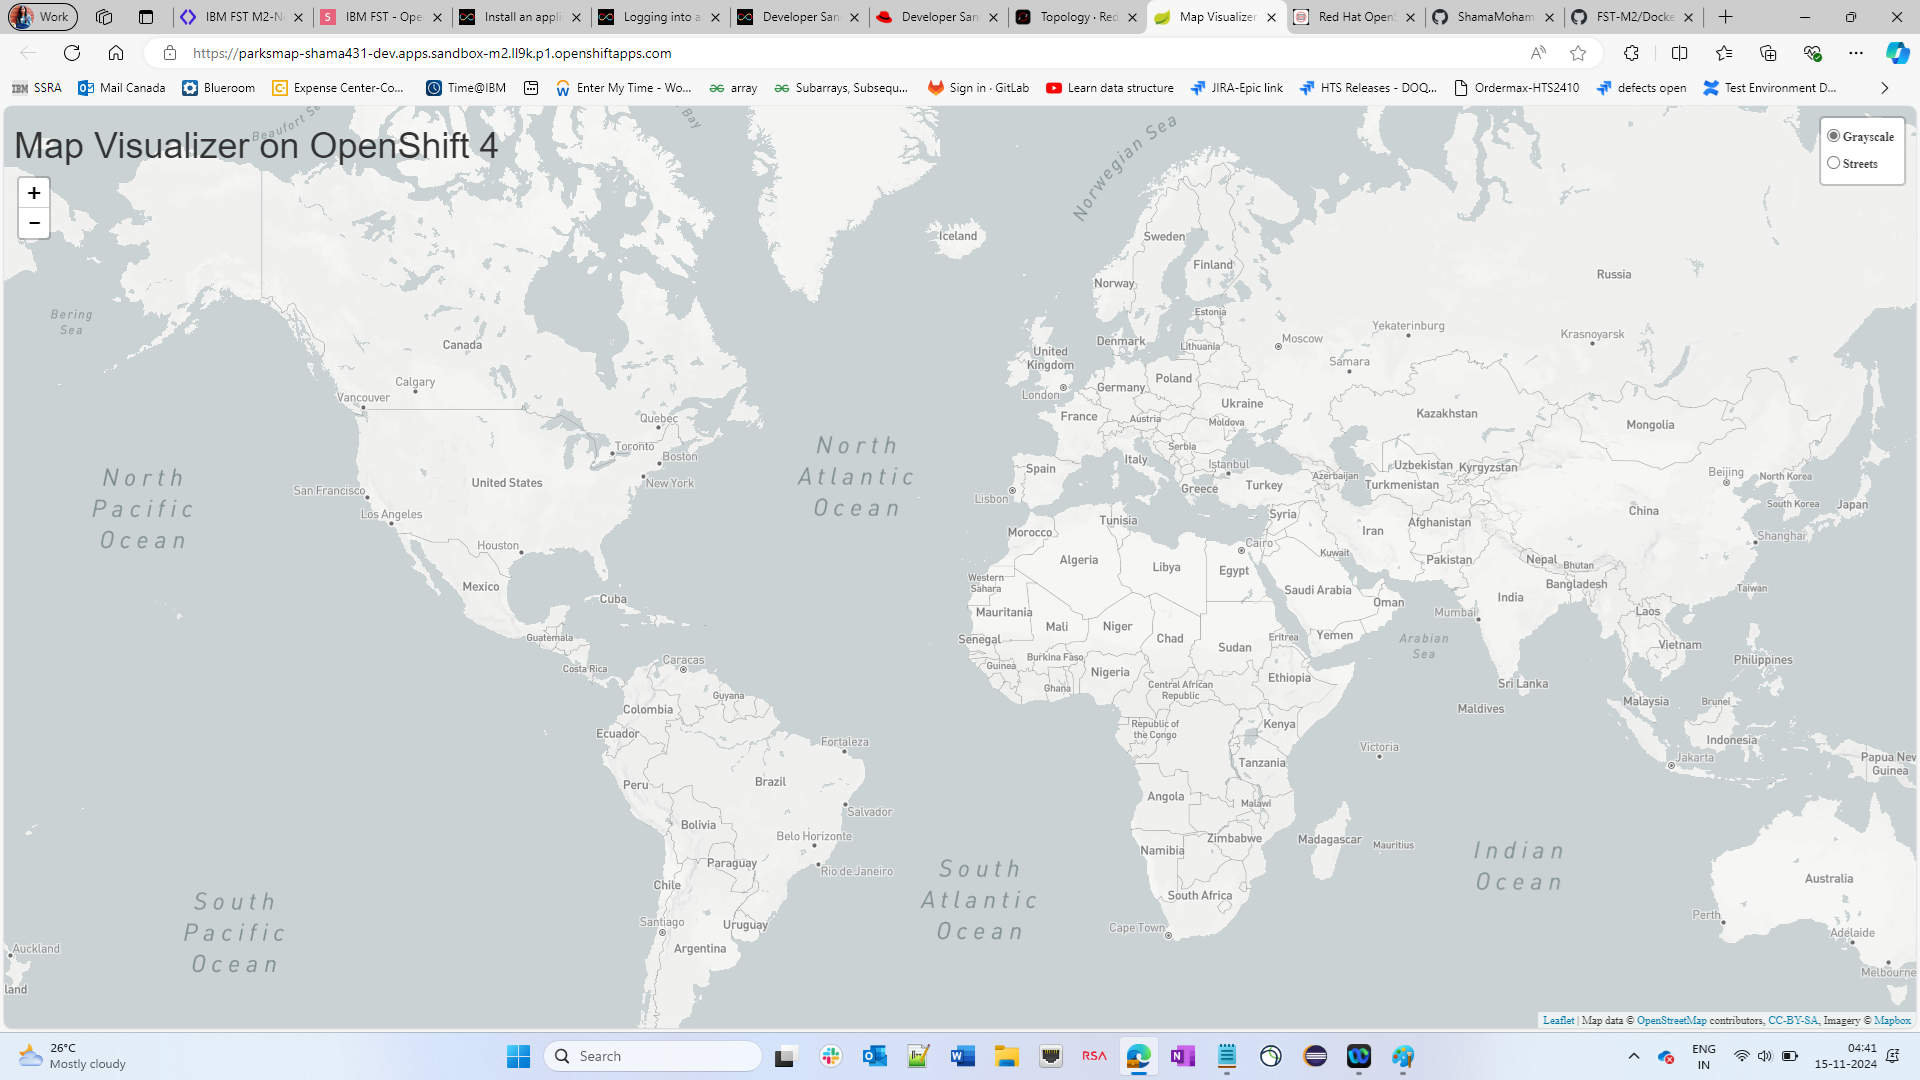 Work
IBM FST M2-N
IBM FST - Ope
Install an appli
Logging into a
Developer San
Developer San
Topology · Red
Map Visualizer
Red Hat OpenS
ShamaMoham
FST-M2/Docke
https://parksmap-shama431-dev.apps.sandbox-m2.ll9k.p1.openshiftapps.com
IBM SSRA
Mail Canada
Blueroom
Expense Center-Co...
Time@IBM
Enter My Time - Wo...
array
Subarrays, Subsequ...
Sign in · GitLab
Learn data structure
JIRA-Epic link
HTS Releases - DOQ...
Ordermax-HTS2410
defects open
Test Environment D...
Map Visualizer on OpenShift 4
+
−
Grayscale
Streets
Beaufort Se
Bay
Norwegian Sea
Iceland
Sweden
Finland
Russia
Norway
Bering
Sea
Estonia
Yekaterinburg
Krasnoyarsk
Moscow
Denmark
Lithuania
Canada
United
Kingdom
Samara
Poland
Calgary
Germany
Vancouver
London
Ukraine
Kazakhstan
France
Austria
Moldova
Mongolia
Quebec
Toronto
Boston
North
Atlantic
Ocean
Serbia
Italy
Istanbul
Spain
Uzbekistan
Kyrgyzstan
Beijing
North Korea
Azerbaijan
North
Pacific
Ocean
United States
New York
San Francisco
Greece
Turkey
Turkmenistan
Lisbon
South Korea
Japan
Los Angeles
Syria
China
Tunisia
Afghanistan
Morocco
Iran
Shanghai
Houston
Cairo
Kuwait
Algeria
Libya
Egypt
Pakistan
Nepal
Bhutan
Western
Sahara
Mexico
Saudi Arabia
Bangladesh
Taiwan
Cuba
India
Oman
Mumbai
Mauritania
Laos
Mali
Niger
Chad
Guatemala
Senegal
Eritrea
Yemen
Arabian
Sea
Sudan
Vietnam
Caracas
Costa Rica
Guinea
Burkina Faso
Philippines
Nigeria
Ethiopia
Sri Lanka
Ghana
Central African
Republic
Guyana
Malaysia
Brunei
Colombia
Maldives
Kenya
Republic of
the Congo
Ecuador
Fortaleza
Victoria
Indonesia
Jakarta
Papua New
Guinea
Tanzania
Brazil
Peru
Angola
Malawi
Salvador
Bolivia
Belo Horizonte
Zimbabwe
Madagascar
Mauritius
Namibia
Indian
Ocean
Paraguay
Rio de Janeiro
South
Atlantic
Ocean
Australia
Chile
South Africa
South
Pacific
Ocean
Santiago
Uruguay
Cape Town
Perth
Adelaide
Auckland
Argentina
Melbourne
land
Leaflet | Map data © OpenStreetMap contributors, CC-BY-SA, Imagery © Mapbox
26°C
Mostly cloudy
Search
RSA
ENG
IN
04:41
15-11-2024